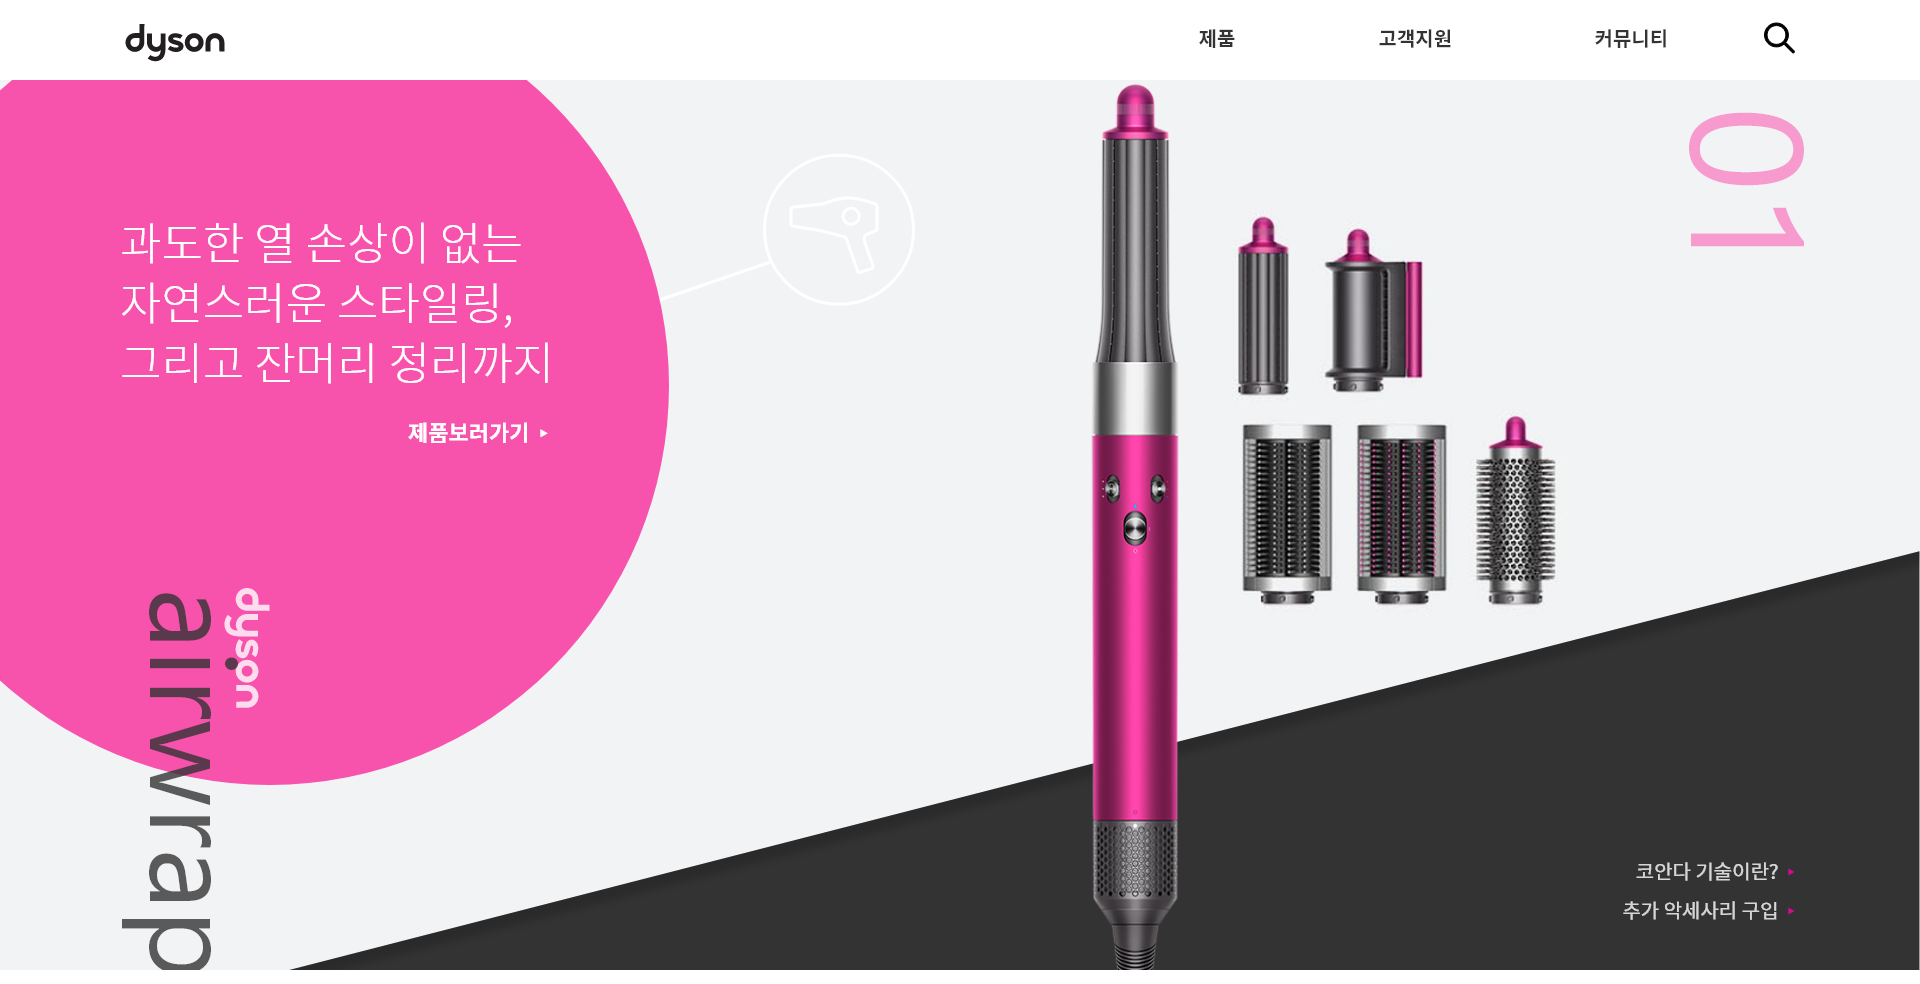 dyson
제품
고객지원
커뮤니티
01
과도한 열 손상이 없는
자연스러운 스타일링,
그리고 잔머리 정리까지
제품보러가기
dyson
airwrap
코안다 기술이란?
추가 악세사리 구입